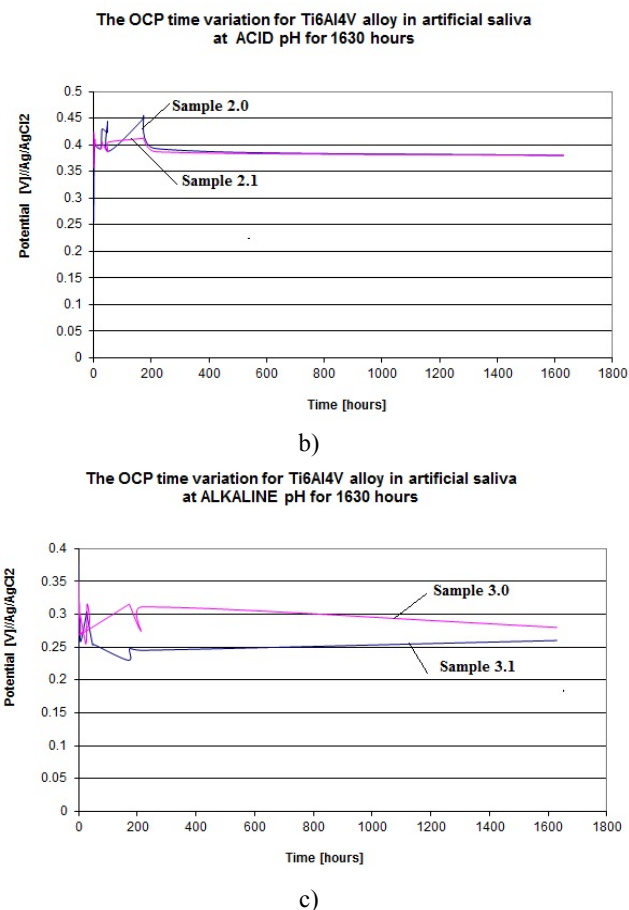 The OCP time variation for Ti6Al4V alloy in artificial saliva
at ACID pH for 1630 hours
Potential [V]//Ag/AgCl2
0.5
0.45
0.4
0.35
0.3
0.25
0.2
0.15
0.1
0.05
0
Sample 2.0
Sample 2.1
0 200 400 600 800 1000 1200 1400 1600 1800
Time [hours]
b)
The OCP time variation for Ti6Al4V alloy in artificial saliva
at ALKALINE pH for 1630 hours
Potential [V]//Ag/AgCl2
0.4
0.35
0.3
0.25
0.2
0.15
0.1
0.05
0
Sample 3.0
Sample 3.1
0 200 400 600 800 1000 1200 1400 1600 1800
Time [hours]
c)